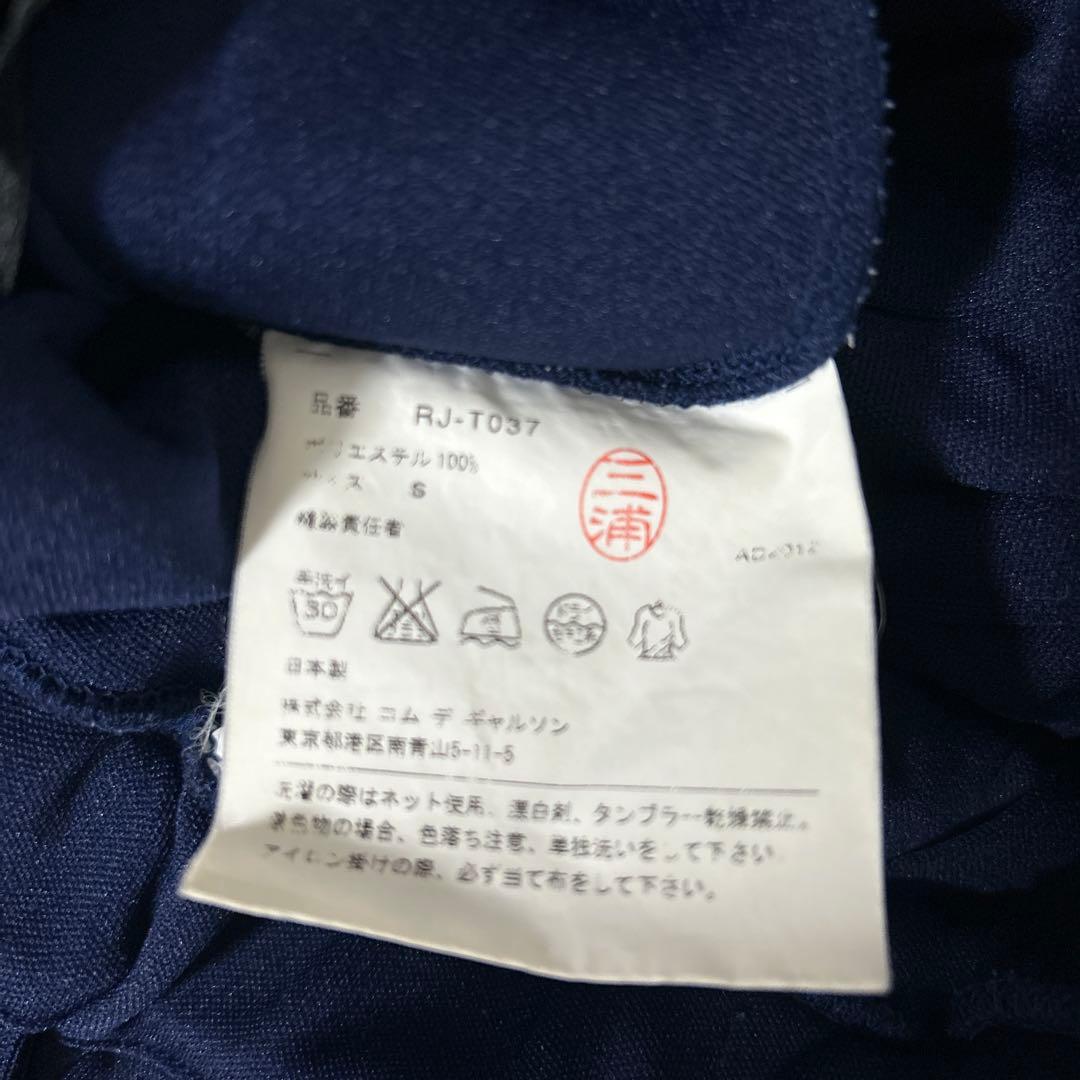 品番 RJ-T037
ポリエステル100%
サイズ S
縫製責任者
三浦
AD2012
手洗イ
30
日本製
株式会社 コム デ ギャルソン
東京都港区南青山5-11-5
洗濯の際はネット使用、漂白剤、タンブラー乾燥禁止。
濃色物の場合、色落ち注意、単独洗いをして下さい
アイロン掛けの際、必ず当て布をして下さい。